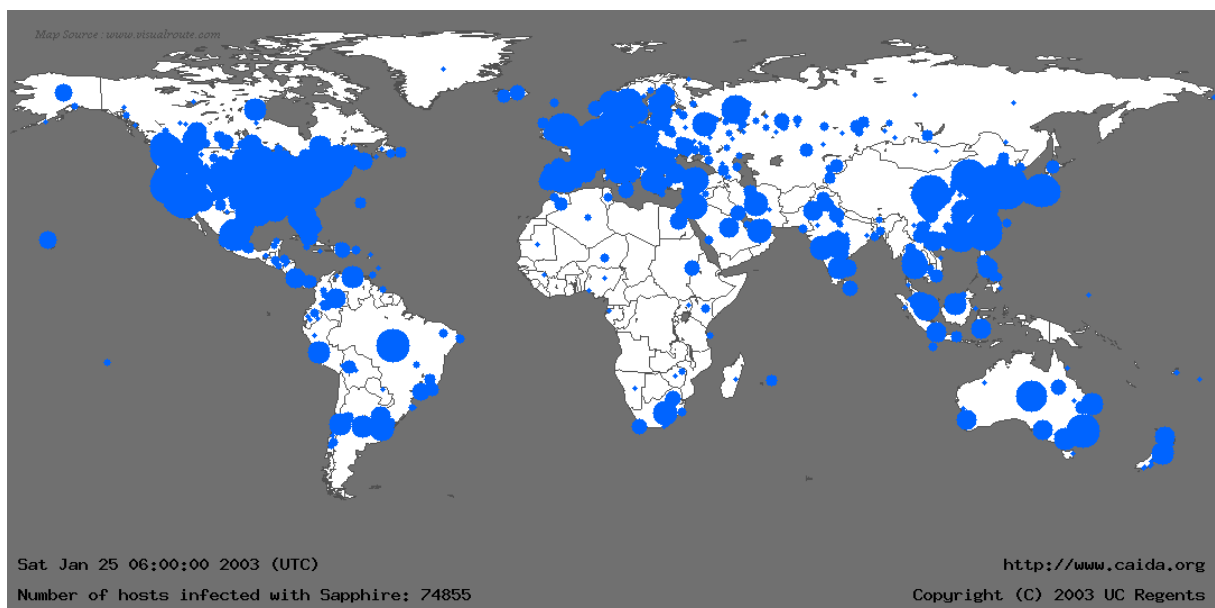 Map Source : www.visualroute.com
Sat Jan 25 06:00:00 2003 (UTC)
http://www.caida.org
Number of hosts infected with Sapphire: 74855
Copyright (C) 2003 UC Regents